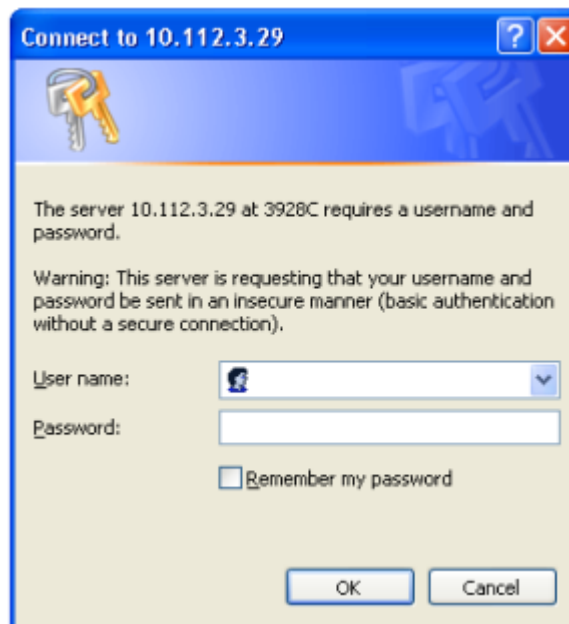 Connect to 10.112.3.29
The server 10.112.3.29 at 3928C requires a username and
password.
Warning: This server is requesting that your username and
password be sent in an insecure manner (basic authentication
without a secure connection).
User name:
Password:
Remember my password
OK Cancel